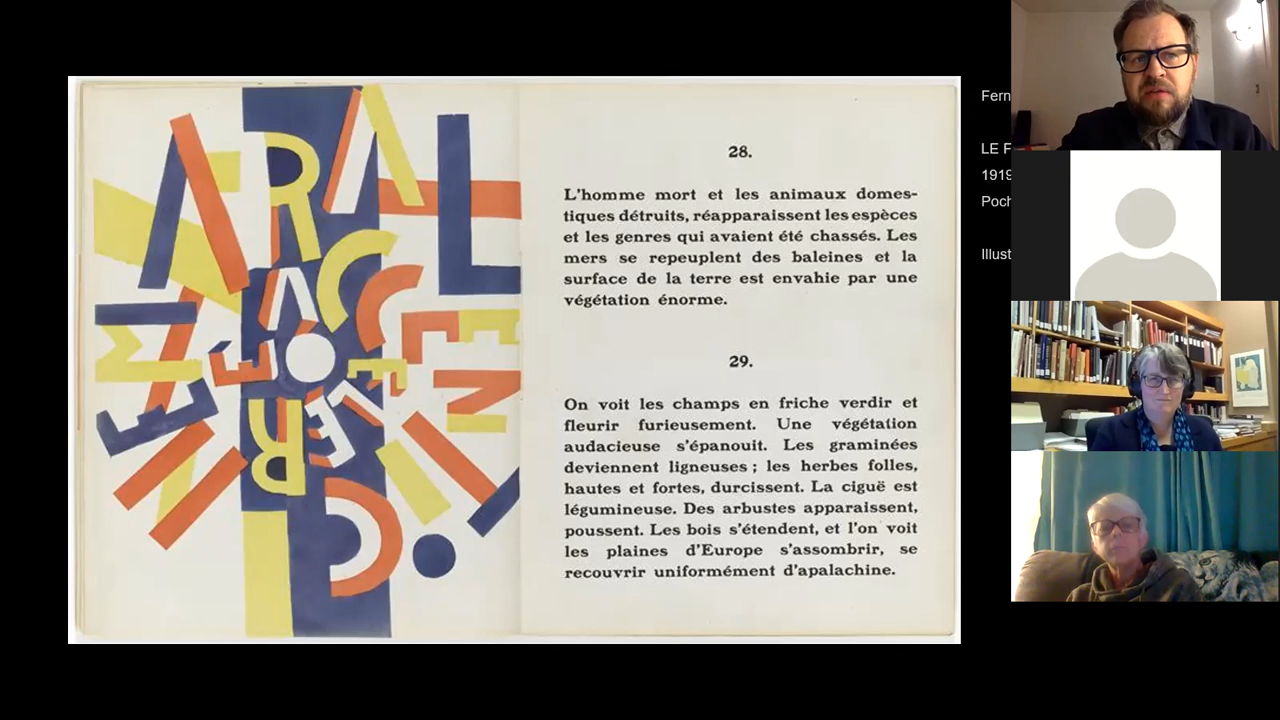 CINEMA
RALENTI
ACCÉLÉRÉ
28.
L'homme mort et les animaux domes-
tiques détruits, réapparaissent les espèces
et les genres qui avaient été chassés. Les
mers se repeuplent des baleines et la
surface de la terre est envahie par une
végétation énorme.
29.
On voit les champs en friche verdir et
fleurir furieusement. Une végétation
audacieuse s'épanouit. Les graminées
deviennent ligneuses ; les herbes folles,
hautes et fortes, durcissent. La ciguë est
légumineuse. Des arbustes apparaissent,
poussent. Les bois s'étendent, et l'on voit
les plaines d'Europe s'assombrir, se
recouvrir uniformément d'apalachine.
Fern
LE F
1919
Poch
Illust